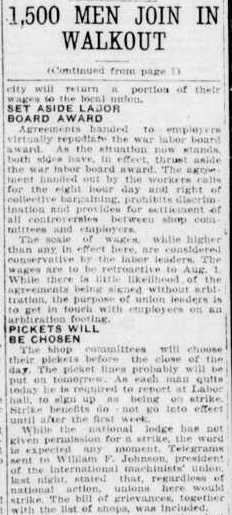 1,500 MEN JOIN IN
WALKOUT
(Continued from page 1)
city will return a portion of their
wages to the local union.
SET ASIDE LABOR
BOARD AWARD
Agreements handed to employers
virtually repudiate the war labor board
award. As the situation now stands,
both sides have, in effect, thrust aside
the war labor board award. The agree-
ment handed out by the workers calls
for the eight hour day and right of
collective bargaining, prohibits discrim-
ination and provides for settlement of
all controversies between shop com-
mittees and employers.
The scale of wages, while higher
than any in effect here, are considered
conservative by the labor leaders. The
wages are to be retroactive to Aug. 1.
While there is little likelihood of the
agreements being signed without arbi-
tration, the purpose of union leaders is
to get in touch with employers on an
arbitration footing.
PICKETS WILL
BE CHOSEN
The shop committees will choose
their pickets before the close of the
day. The picket lines probably will be
put on tomorrow. As each man quits
today he is required to report at Labor
hall, to sign up as being on strike.
Strike benefits do not go into effect
until after the first week.
While the national lodge has not
given permission for a strike, the word
is expected any moment. Telegrams
sent to William F. Johnson, president
of the international machinists' union,
last night, stated that, regardless of
national action, unions here would
strike. The bill of grievances, together
with the list of shops, was included.